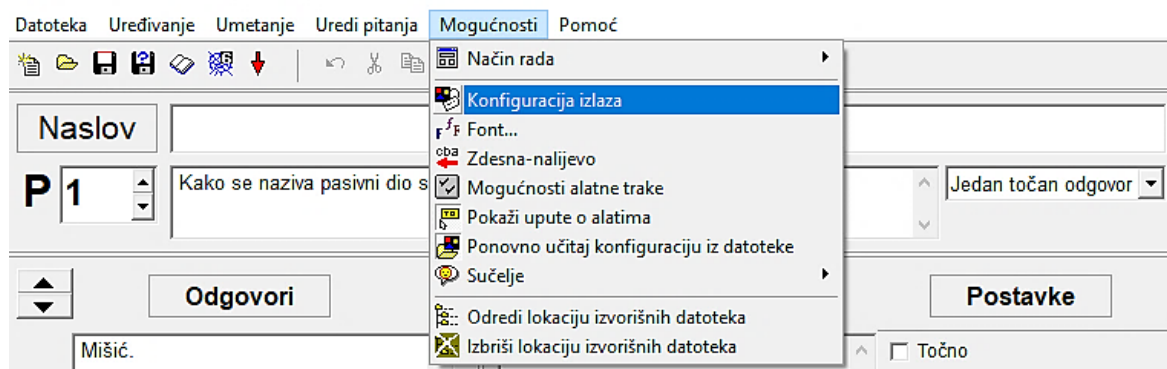 Datoteka Uređivanje Umetanje Uredi pitanja Mogućnosti Pomoć
Način rada
Konfiguracija izlaza
Naslov
Font...
Zdesna-nalijevo
P 1 Kako se naziva pasivni dio s
Mogućnosti alatne trake
Jedan točan odgovor
Pokaži upute o alatima
Ponovno učitaj konfiguraciju iz datoteke
Sučelje
Odgovori
Postavke
Odredi lokaciju izvorišnih datoteka
Izbriši lokaciju izvorišnih datoteka
Mišić.
Točno